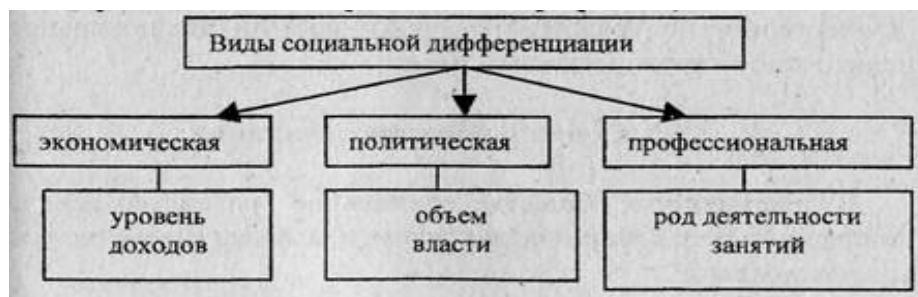 Виды социальной дифференциации
экономическая
политическая
профессиональная
уровень
доходов
объем
власти
род деятельности
занятий